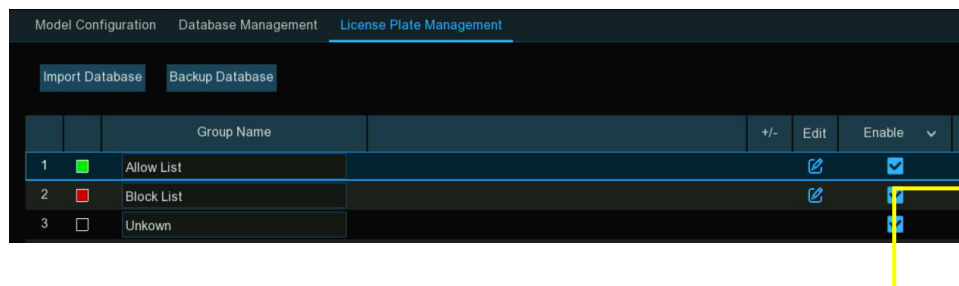 Model Configuration Database Management License Plate Management
Import Database Backup Database
Group Name +/- Edit Enable
1 Allow List
2 Block List
3 Unkown